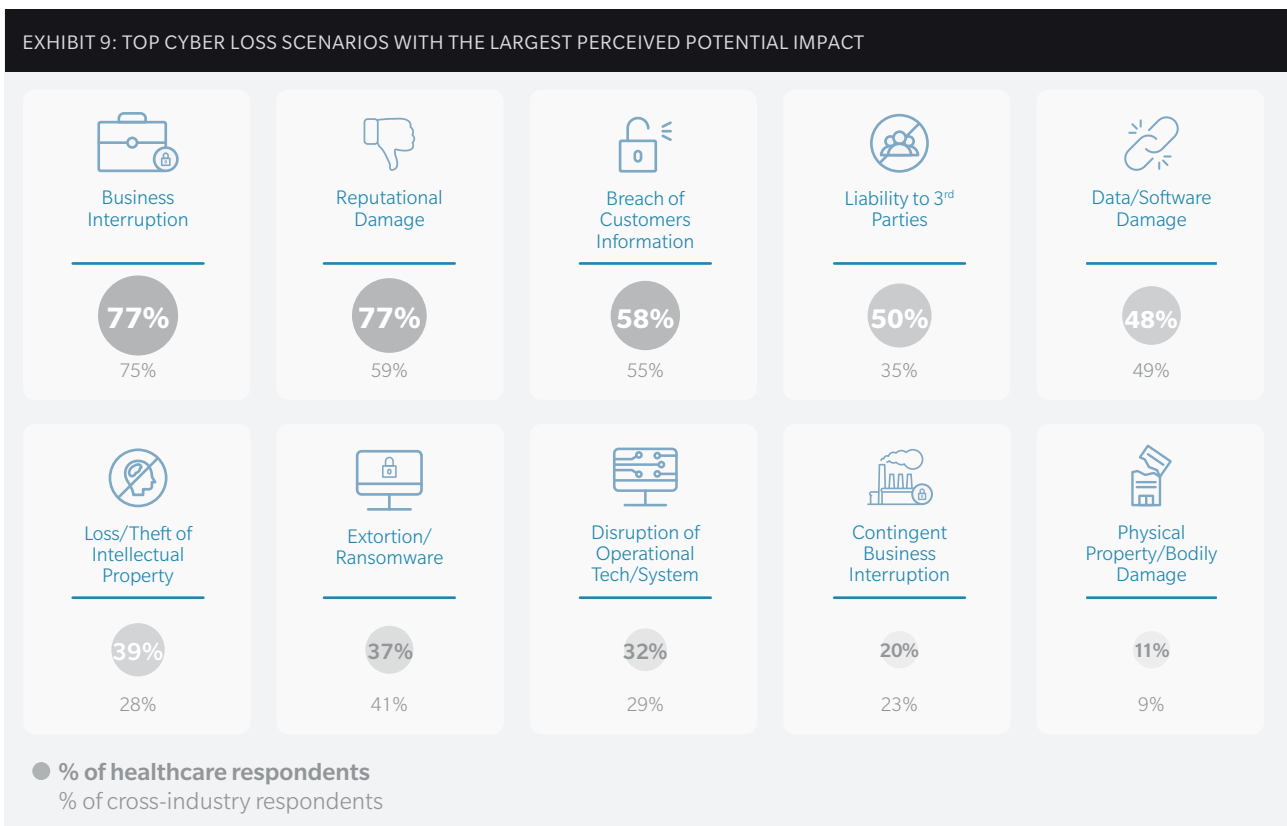 EXHIBIT 9: TOP CYBER LOSS SCENARIOS WITH THE LARGEST PERCEIVED POTENTIAL IMPACT
Business
Interruption
77%
75%
Reputational
Damage
77%
59%
Breach of
Customers
Information
58%
55%
Liability to 3rd
Parties
50%
35%
Data/Software
Damage
48%
49%
Loss/Theft of
Intellectual
Property
39%
28%
Extortion/
Ransomware
37%
41%
Disruption of
Operational
Tech/System
32%
29%
Contingent
Business
Interruption
20%
23%
Physical
Property/Bodily
Damage
11%
9%
% of healthcare respondents
% of cross-industry respondents